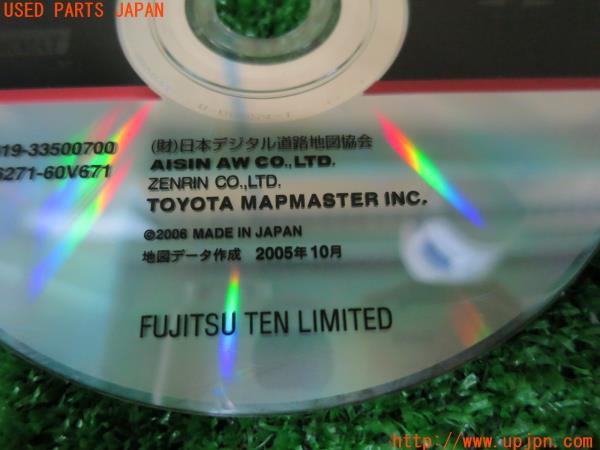 USED PARTS JAPAN
19-33500700
(財)日本デジタル道路地図協会
6271-60V671
AISIN AW CO.,LTD.
ZENRIN CO.,LTD.
TOYOTA MAPMASTER INC.
©2006 MADE IN JAPAN
地図データ作成 2005年10月
FUJITSU TEN LIMITED
http://www.upjpn.com/